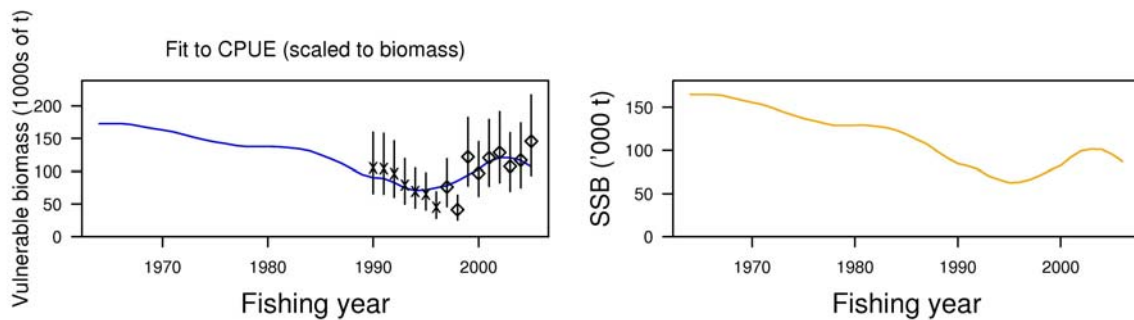 Fit to CPUE (scaled to biomass)
Vulnerable biomass (1000s of t)
200
150
100
50
0
1970 1980 1990 2000
Fishing year
SSB ('000 t)
150
100
50
0
1970 1980 1990 2000
Fishing year